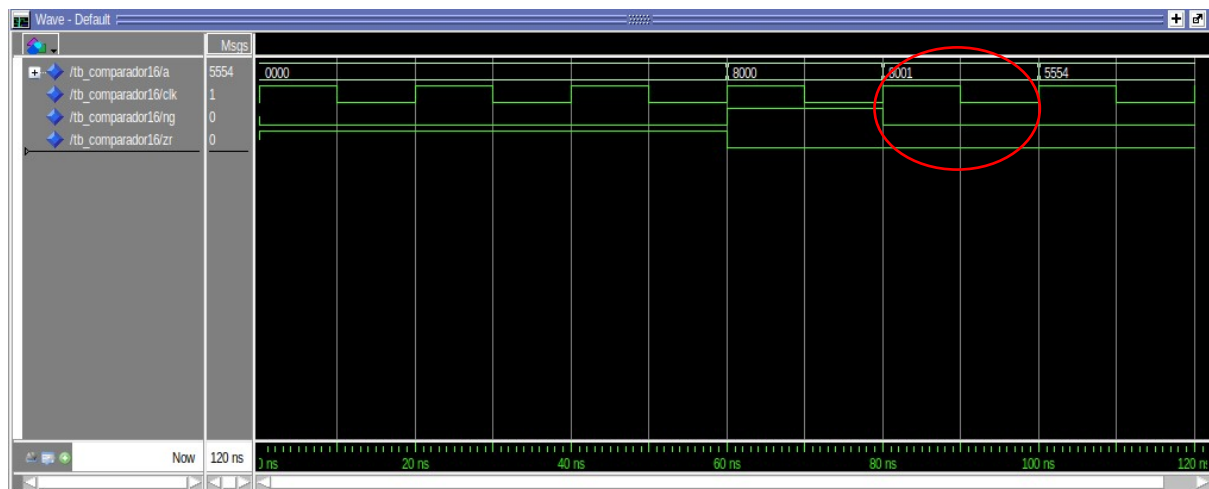 Wave - Default
Msgs
/tb_comparador16/a 5554 0000 8000 8001 5554
/tb_comparador16/clk 1
/tb_comparador16/ng 0
/tb_comparador16/zr 0
Now 120 ns 20 ns 40 ns 60 ns 80 ns 100 ns 120 ns